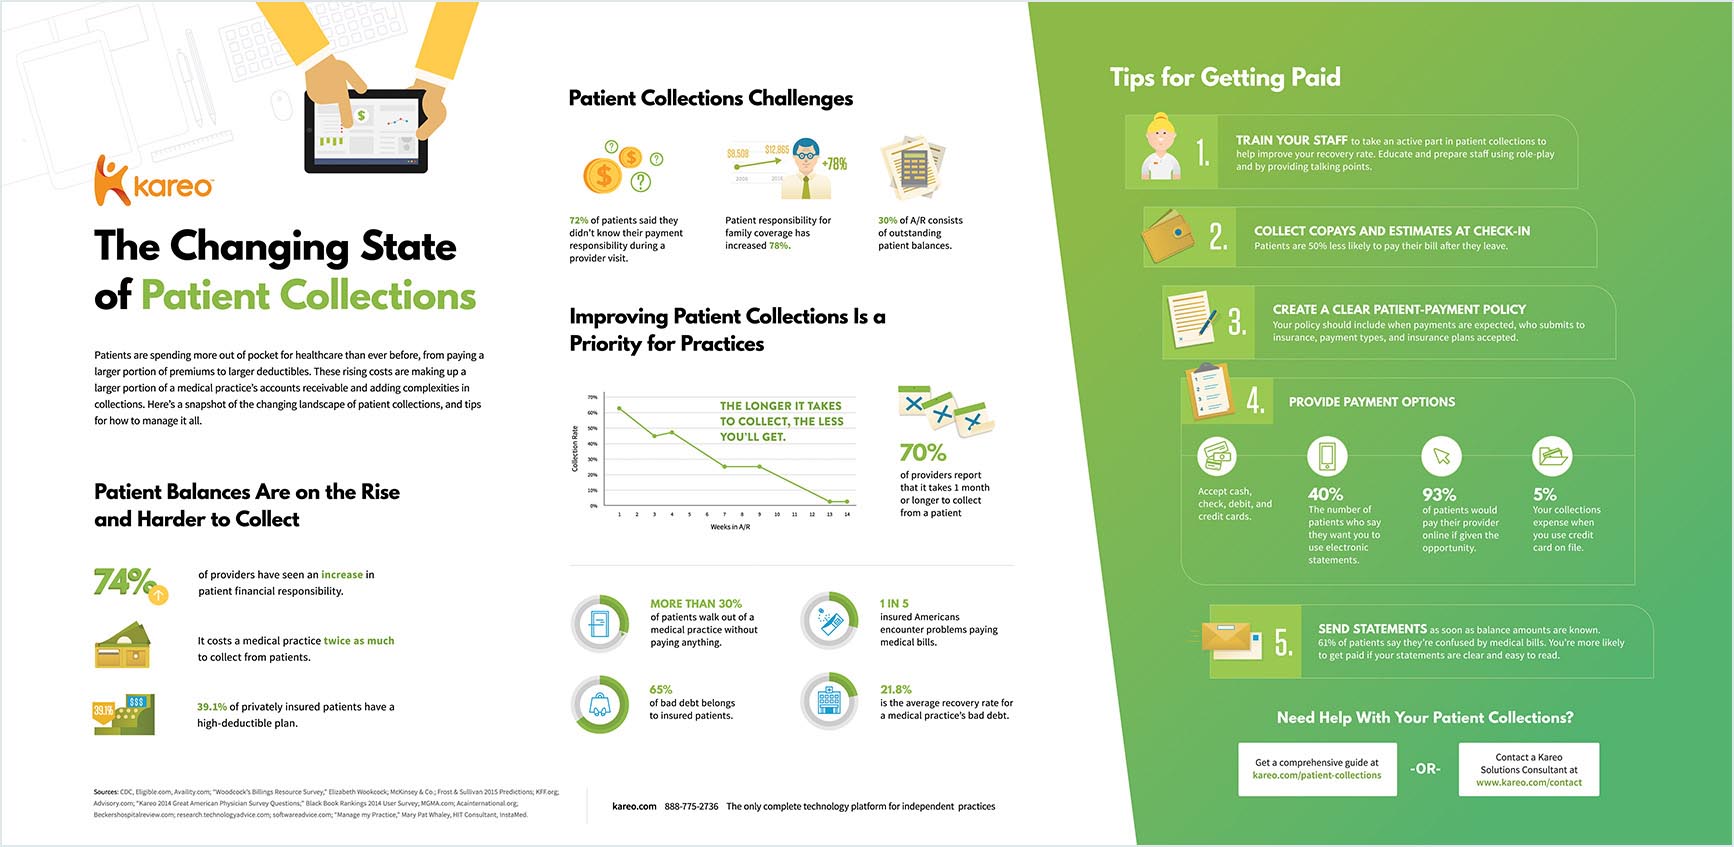 kareo
The Changing State
of Patient Collections
Patients are spending more out of pocket for healthcare than ever before, from paying a
larger portion of premiums to larger deductibles. These rising costs are making up a
larger portion of a medical practice's accounts receivable and adding complexities in
collections. Here's a snapshot of the changing landscape of patient collections, and tips
for how to manage it all.
Patient Balances Are on the Rise
and Harder to Collect
74%
of providers have seen an increase in
patient financial responsibility.
It costs a medical practice twice as much
to collect from patients.
39.1%
$$$
39.1% of privately insured patients have a
high-deductible plan.
Sources: CDC, Eligible.com, Availity.com; "Woodcock's Billings Resource Survey," Elizabeth Wookcock; McKinsey & Co.; Frost & Sullivan 2015 Predictions; KFF.org;
Advisory.com; "Kareo 2014 Great American Physician Survey Questions;" Black Book Rankings 2014 User Survey; MGMA.com; Acainternational.org;
Beckershospitalreview.com; research.technologyadvice.com; softwareadvice.com; "Manage my Practice," Mary Pat Whaley, HIT Consultant, InstaMed.
Patient Collections Challenges
72% of patients said they
didn't know their payment
responsibility during a
provider visit.
$8,508
$12,865
+78%
2006
2016
Patient responsibility for
family coverage has
increased 78%.
30% of A/R consists
of outstanding
patient balances.
Improving Patient Collections Is a
Priority for Practices
THE LONGER IT TAKES
TO COLLECT, THE LESS
YOU'LL GET.
Collection Rate
70%
60%
50%
40%
30%
20%
10%
0%
1 2 3 4 5 6 7 8 9 10 11 12 13 14
Weeks in A/R
70%
of providers report
that it takes 1 month
or longer to collect
from a patient
MORE THAN 30%
of patients walk out of a
medical practice without
paying anything.
1 IN 5
insured Americans
encounter problems paying
medical bills.
65%
of bad debt belongs
to insured patients.
21.8%
is the average recovery rate for
a medical practice's bad debt.
kareo.com 888-775-2736 The only complete technology platform for independent practices
Tips for Getting Paid
1.
TRAIN YOUR STAFF to take an active part in patient collections to
help improve your recovery rate. Educate and prepare staff using role-play
and by providing talking points.
2.
COLLECT COPAYS AND ESTIMATES AT CHECK-IN
Patients are 50% less likely to pay their bill after they leave.
3.
CREATE A CLEAR PATIENT-PAYMENT POLICY
Your policy should include when payments are expected, who submits to
insurance, payment types, and insurance plans accepted.
4.
PROVIDE PAYMENT OPTIONS
Accept cash,
check, debit, and
credit cards.
40%
The number of
patients who say
they want you to
use electronic
statements.
93%
of patients would
pay their provider
online if given the
opportunity.
5%
Your collections
expense when
you use credit
card on file.
5.
SEND STATEMENTS as soon as balance amounts are known.
61% of patients say they're confused by medical bills. You're more likely
to get paid if your statements are clear and easy to read.
Need Help With Your Patient Collections?
Get a comprehensive guide at
kareo.com/patient-collections
-OR-
Contact a Kareo
Solutions Consultant at
www.kareo.com/contact